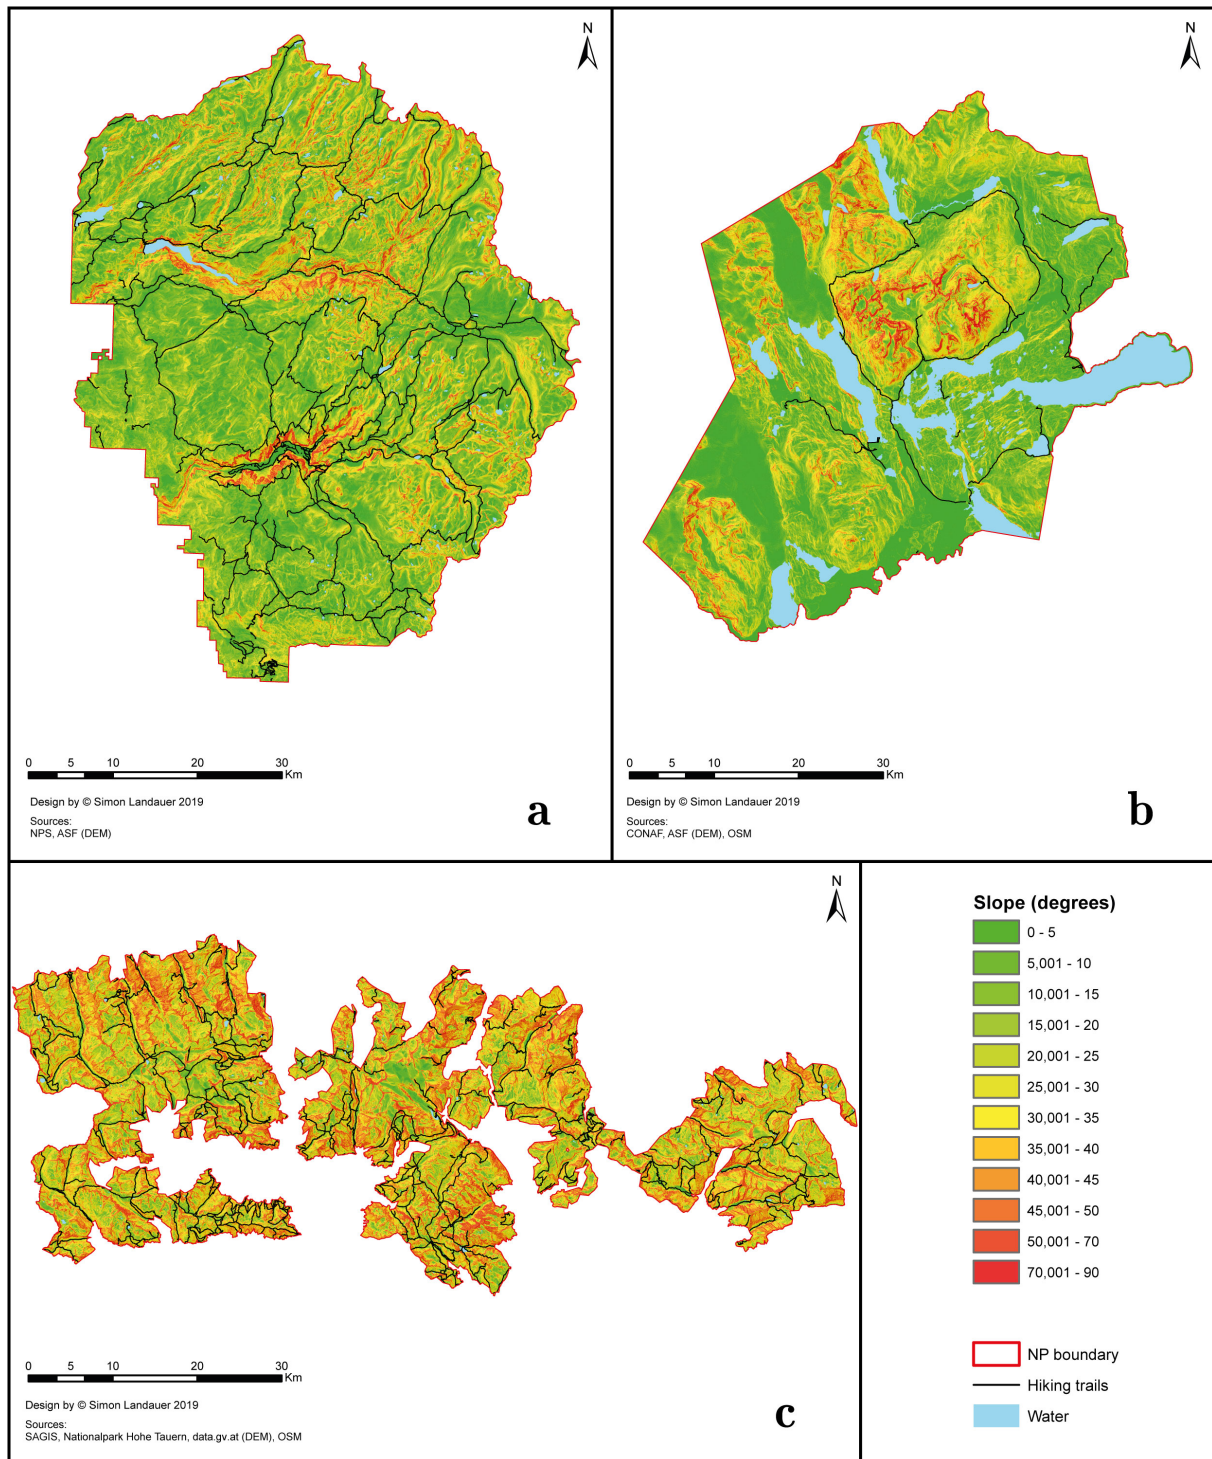 N
0 5 10 20 30
Km
Design by © Simon Landauer 2019
Sources:
NPS, ASF (DEM)
a
N
0 5 10 20 30
Km
Design by © Simon Landauer 2019
Sources:
CONAF, ASF (DEM), OSM
b
N
0 5 10 20 30
Km
Design by © Simon Landauer 2019
Sources:
SAGIS, Nationalpark Hohe Tauern, data.gv.at (DEM), OSM
c
Slope (degrees)
0 - 5
5,001 - 10
10,001 - 15
15,001 - 20
20,001 - 25
25,001 - 30
30,001 - 35
35,001 - 40
40,001 - 45
45,001 - 50
50,001 - 70
70,001 - 90
NP boundary
Hiking trails
Water